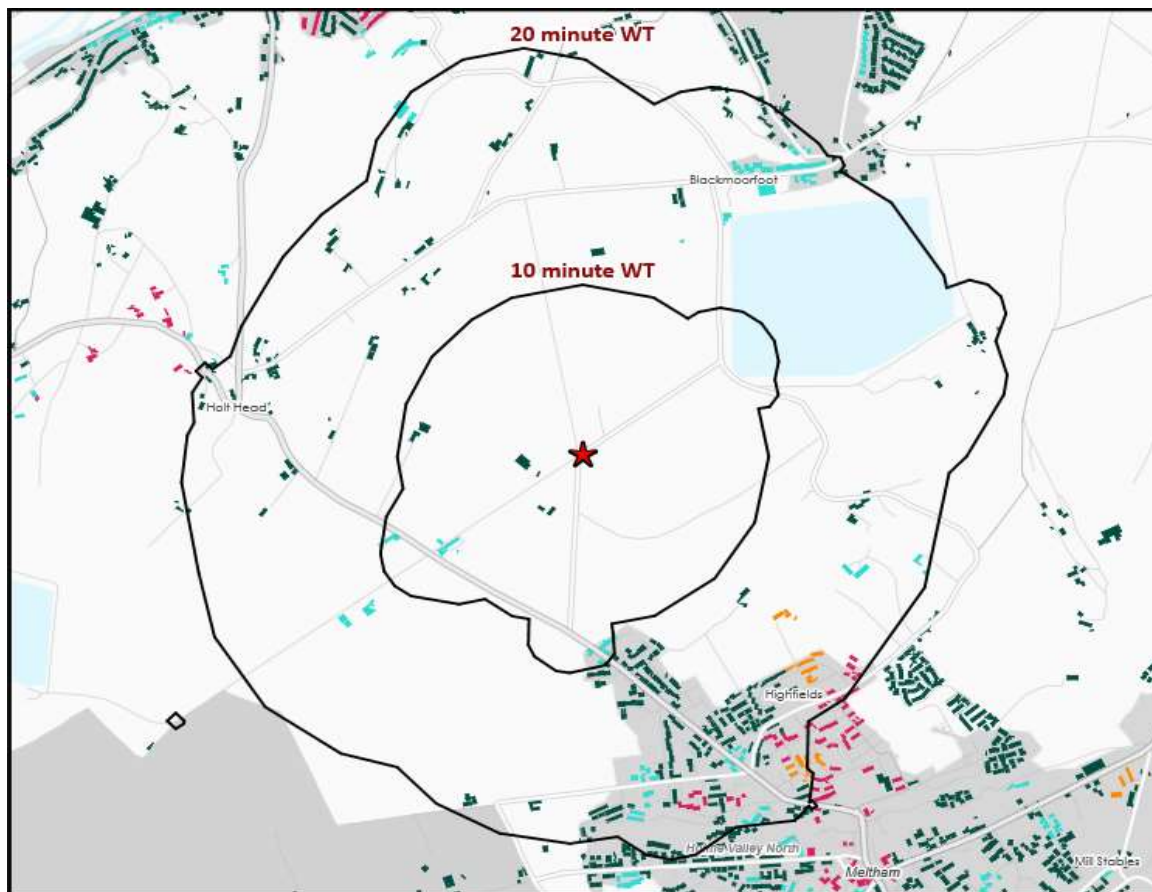 20 minute WT
Blackmoorfoot
10 minute WT
Holt Head
Highfields
Holme Valley North
Meltham
Mill Stables